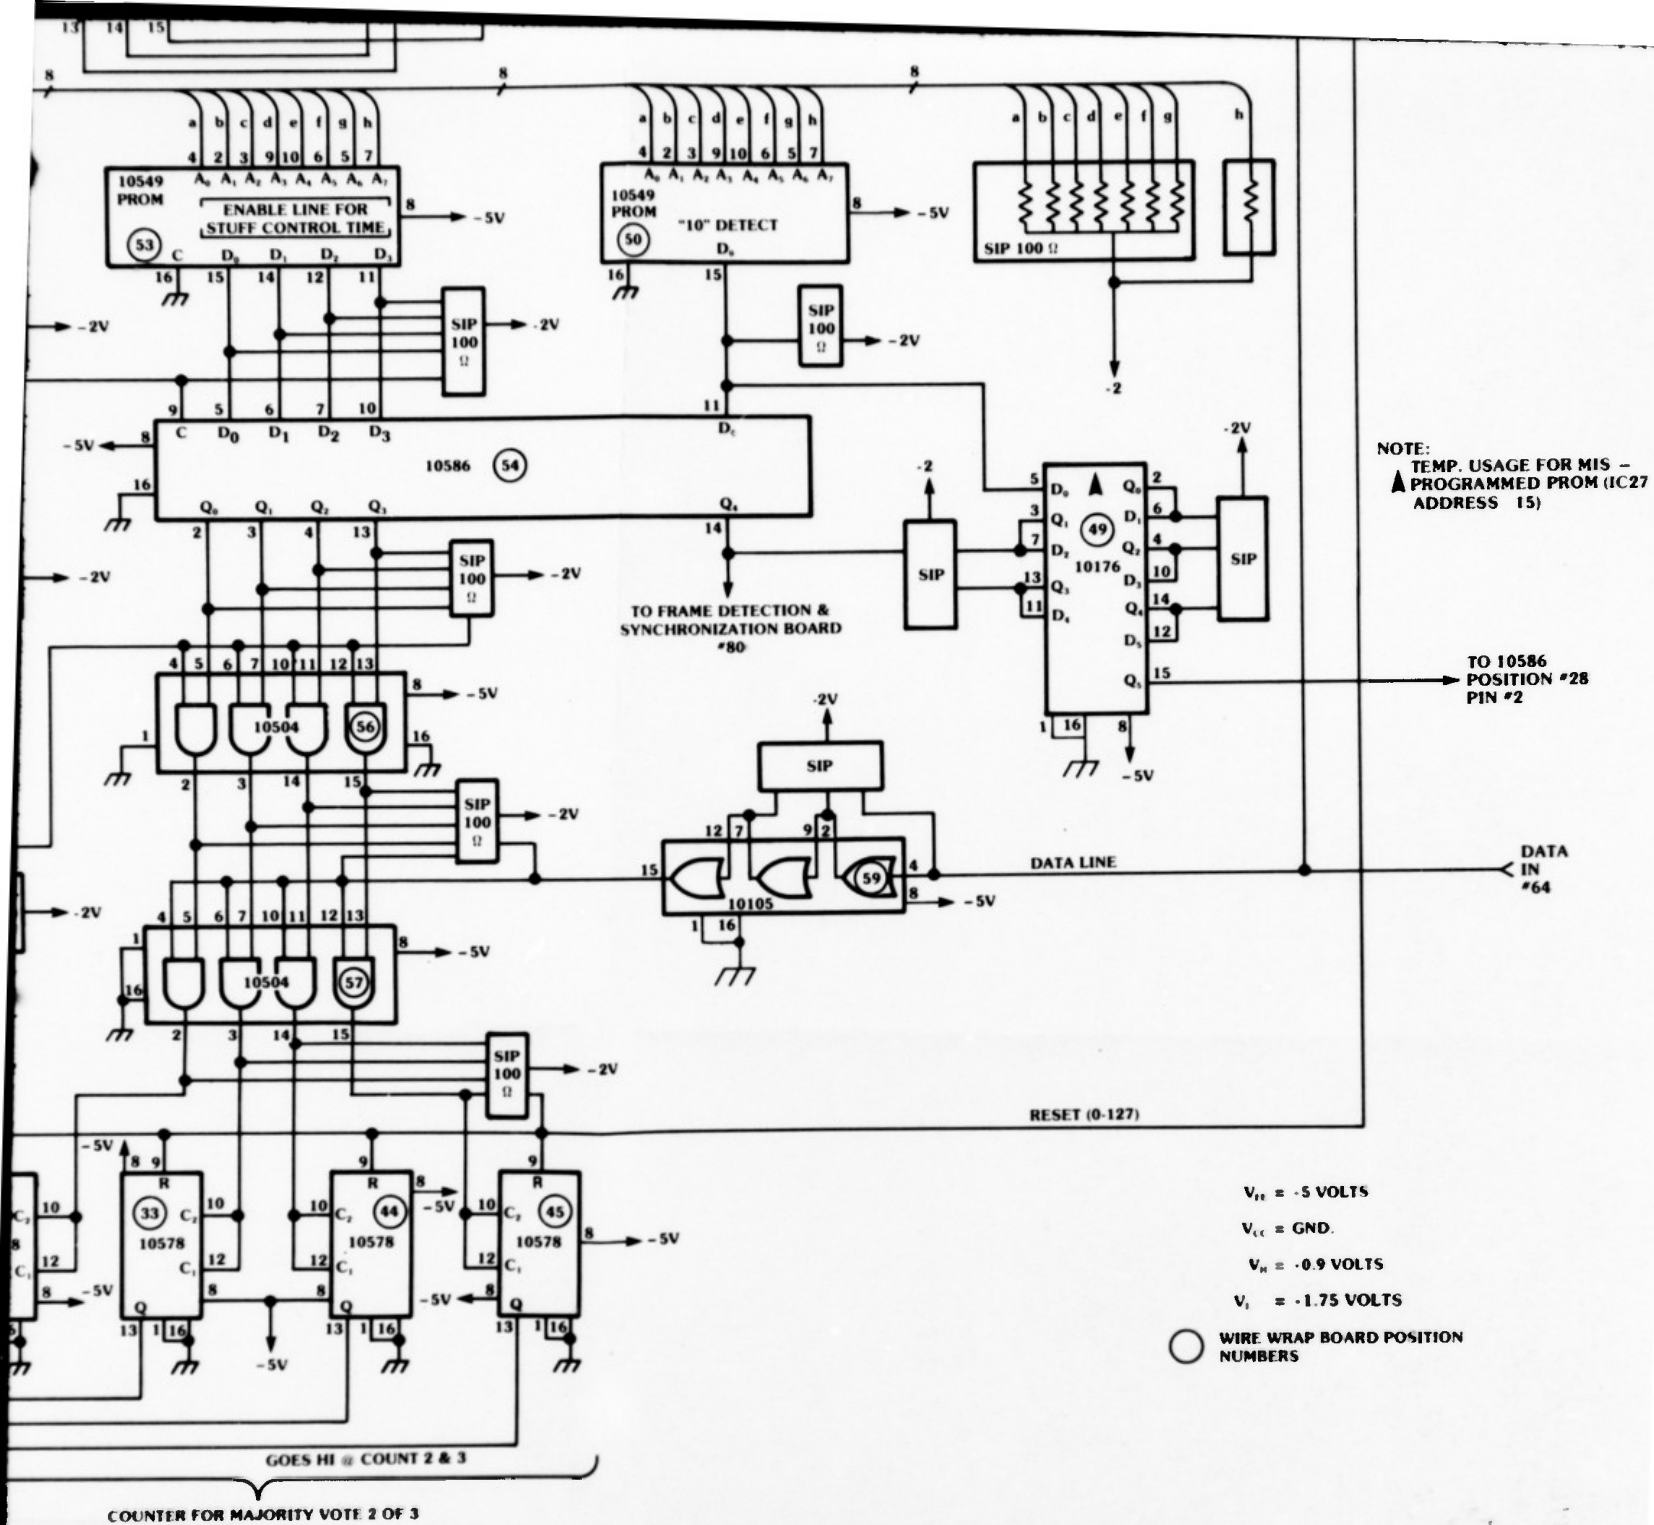 13 14 15
8 8 8
a b c d e f g h
a b c d e f g h
a b c d e f g h
4 2 3 9 10 6 5 7
4 2 3 9 10 6 5 7
10549 A₀ A₁ A₂ A₃ A₄ A₅ A₆ A₇
PROM
ENABLE LINE FOR
STUFF CONTROL TIME
53
C D₀ D₁ D₂ D₃
8 -5V
16 15 14 12 11
A₀ A₁ A₂ A₃ A₄ A₅ A₆ A₇
10549
PROM "10" DETECT
50
8 -5V
16 15
SIP 100 Ω
-2
-2V
SIP
100
Ω
-2V
SIP
100
Ω
-2V
9 5 6 7 10 11
C D₀ D₁ D₂ D₃
-5V 8
10586 54
16
Q₀ Q₁ Q₂ Q₃ Q₄
2 3 4 13 14
-2V
SIP
100
Ω
-2V
TO FRAME DETECTION &
SYNCHRONIZATION BOARD
#80
-2
SIP
-2V
SIP
5 D₀ Q₀ 2
3 Q₁ D₁ 6
7 D₂ Q₂ 4
49
10176
13 Q₃ D₃ 10
11 D₄ Q₄ 14
D₅ 12
Q₅ 15
1 16 8
-5V
NOTE:
TEMP. USAGE FOR MIS -
PROGRAMMED PROM (IC27
ADDRESS 15)
TO 10586
POSITION #28
PIN #2
4 5 6 7 10 11 12 13
8 -5V
10504 56
1 16
2 3 14 15
SIP
100
Ω
-2V
-2V
SIP
12 7 9 2
15 59 4
10105 8 -5V
1 16
DATA LINE
DATA
IN
#64
-2V
4 5 6 7 10 11 12 13
1 8 -5V
10504 57
16
2 3 14 15
SIP
100
Ω
-2V
RESET (0-127)
-5V
8 9 9 9
R R R
10 33 C₂ 10 10 C₂ 44 8 -5V 10 C₂ 45
8 10578 10578 10578 8 -5V
12 C₁ 12 12 C₁ 12 C₁
8 -5V 8 8 -5V 8
Q Q Q
13 1 16 13 1 16 13 1 16
-5V
GOES HI @ COUNT 2 & 3
COUNTER FOR MAJORITY VOTE 2 OF 3
= -5 VOLTS
= GND.
= -0.9 VOLTS
= -1.75 VOLTS
WIRE WRAP BOARD POSITION
NUMBERS